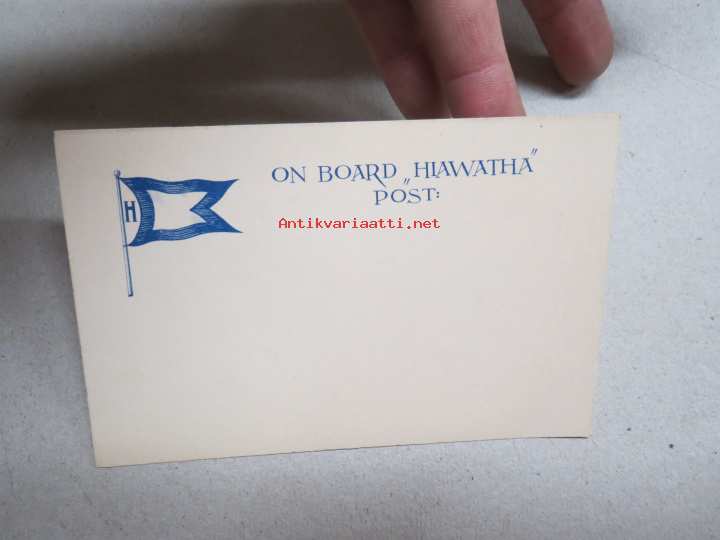 ON BOARD „HIAWATHA”
POST:
Antikvariaatti.net
H